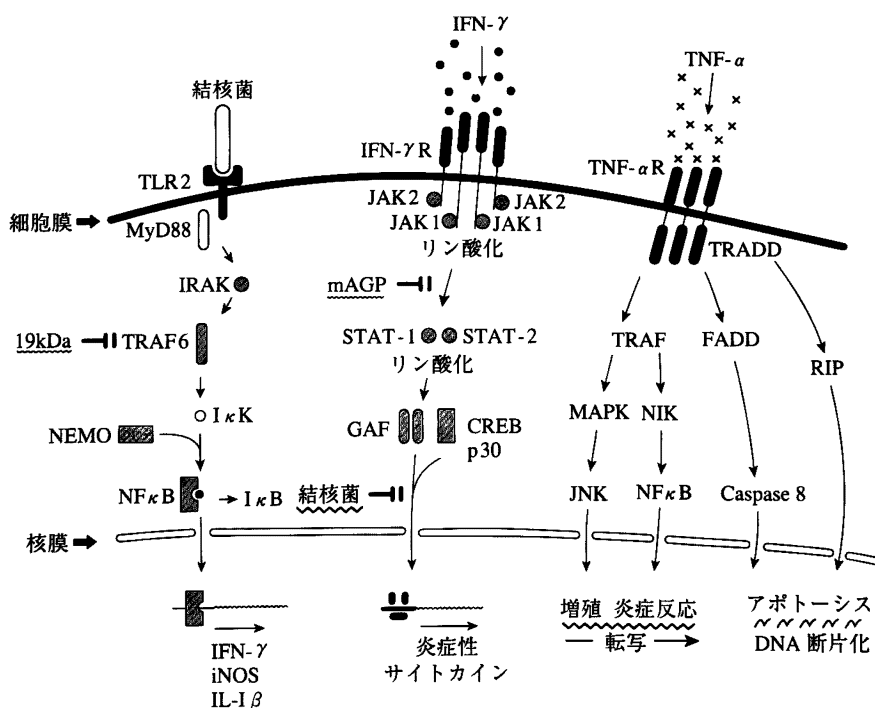 IFN-γ
TNF-α
結核菌
IFN-γR
TNF-αR
TLR2
JAK2
JAK2
細胞膜
MyD88
JAK1
JAK1
TRADD
リン酸化
IRAK
mAGP
19kDa
TRAF6
STAT-1
STAT-2
リン酸化
TRAF
FADD
RIP
IκK
NEMO
GAF
CREB
p30
MAPK
NIK
NFκB
IκB
結核菌
JNK
NFκB
Caspase 8
核膜
増殖 炎症反応
転写
アポトーシス
DNA断片化
IFN-γ
iNOS
IL-Iβ
炎症性
サイトカイン